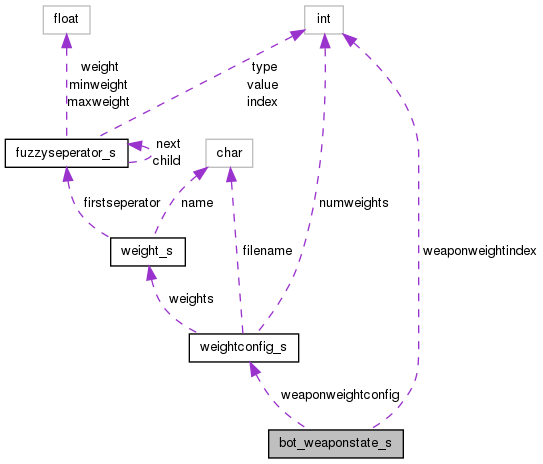 float
int
weight
minweight
maxweight
type
value
index
fuzzyseperator_s
next
child
char
firstseperator
name
numweights
weight_s
filename
weaponweightindex
weights
weightconfig_s
weaponweightconfig
bot_weaponstate_s